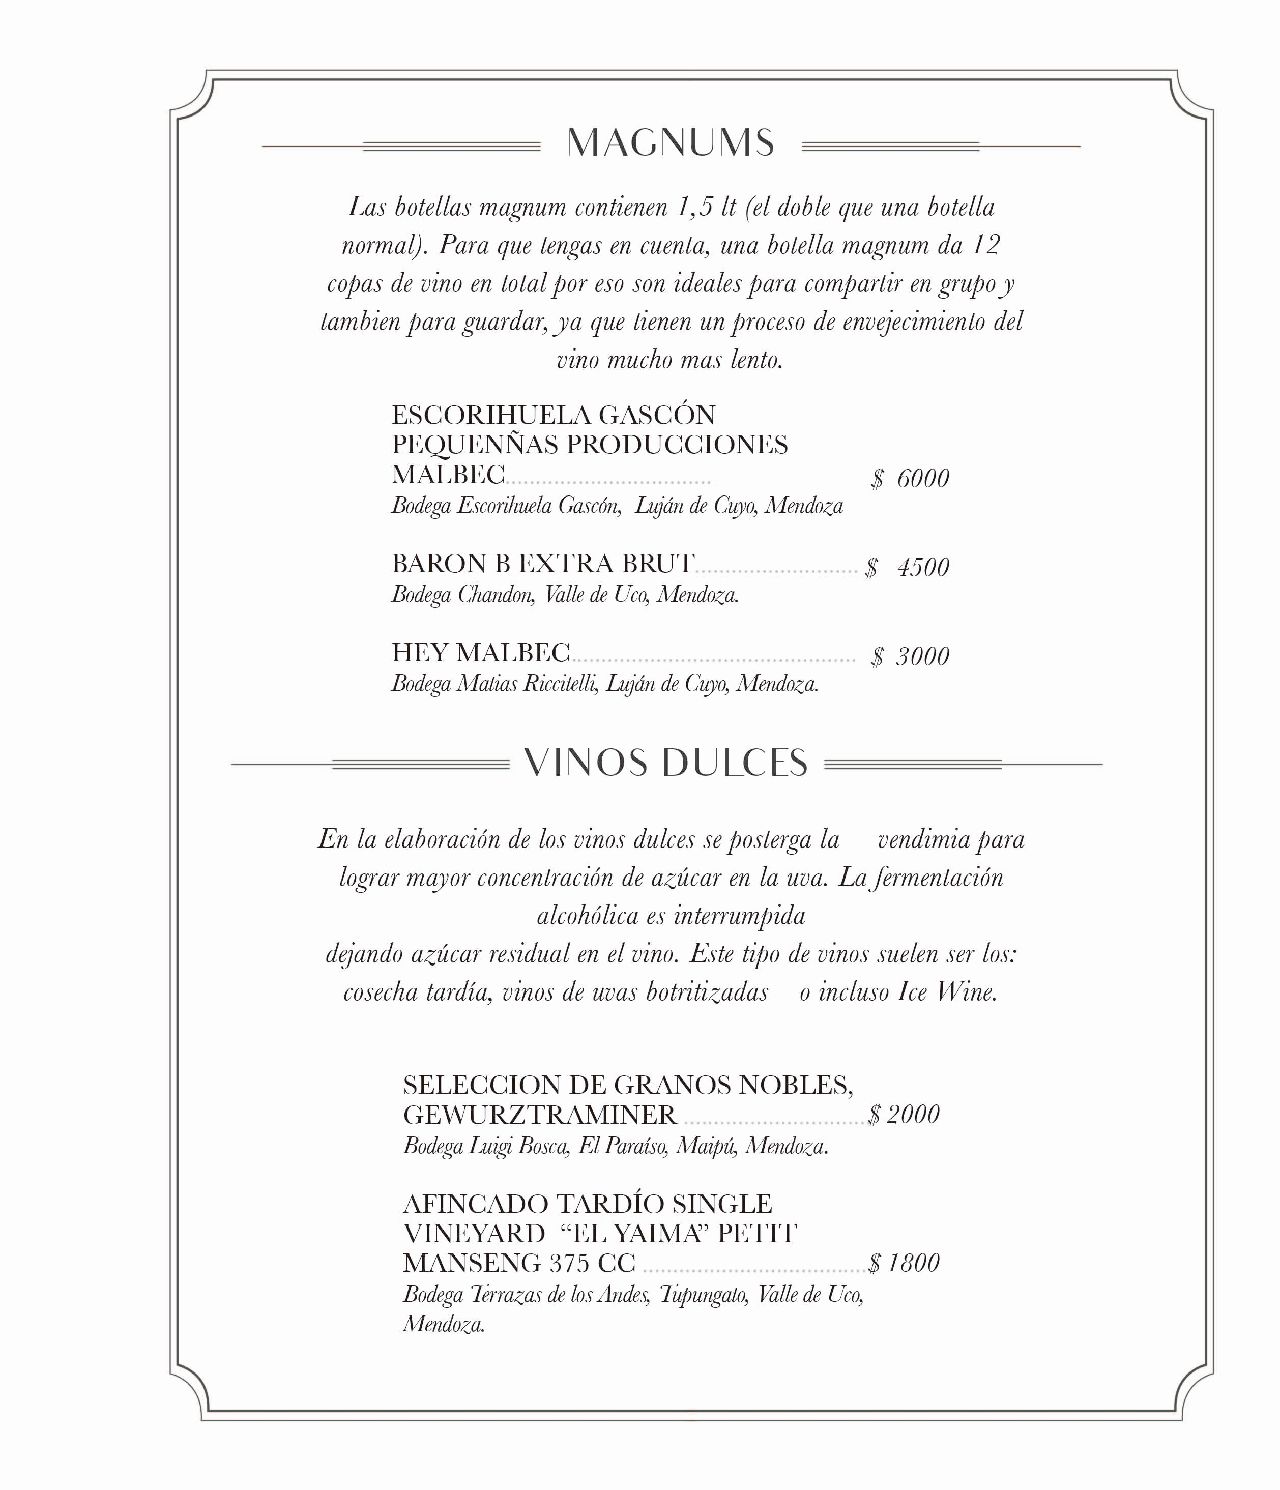 MAGNUMS
Las botellas magnum contienen 1,5 lt (el doble que una botella
normal). Para que tengas en cuenta, una botella magnum da 12
copas de vino en total por eso son ideales para compartir en grupo y
tambien para guardar, ya que tienen un proceso de envejecimiento del
vino mucho mas lento.
ESCORIHUELA GASCÓN
PEQUENÑAS PRODUCCIONES
MALBEC............................... $ 6000
Bodega Escorihuela Gascón, Luján de Cuyo, Mendoza
BARON B EXTRA BRUT......................... $ 4500
Bodega Chandon, Valle de Uco, Mendoza.
HEY MALBEC........................................... $ 3000
Bodega Matias Riccitelli, Luján de Cuyo, Mendoza.
VINOS DULCES
En la elaboración de los vinos dulces se posterga la vendimia para
lograr mayor concentración de azúcar en la uva. La fermentación
alcohólica es interrumpida
dejando azúcar residual en el vino. Este tipo de vinos suelen ser los:
cosecha tardía, vinos de uvas botritizadas o incluso Ice Wine.
SELECCION DE GRANOS NOBLES,
GEWURZTRAMINER ...........................$ 2000
Bodega Luigi Bosca, El Paraíso, Maipú, Mendoza.
AFINCADO TARDÍO SINGLE
VINEYARD “EL YAIMA” PETIT
MANSENG 375 CC .................................$ 1800
Bodega Terrazas de los Andes, Tupungato, Valle de Uco,
Mendoza.